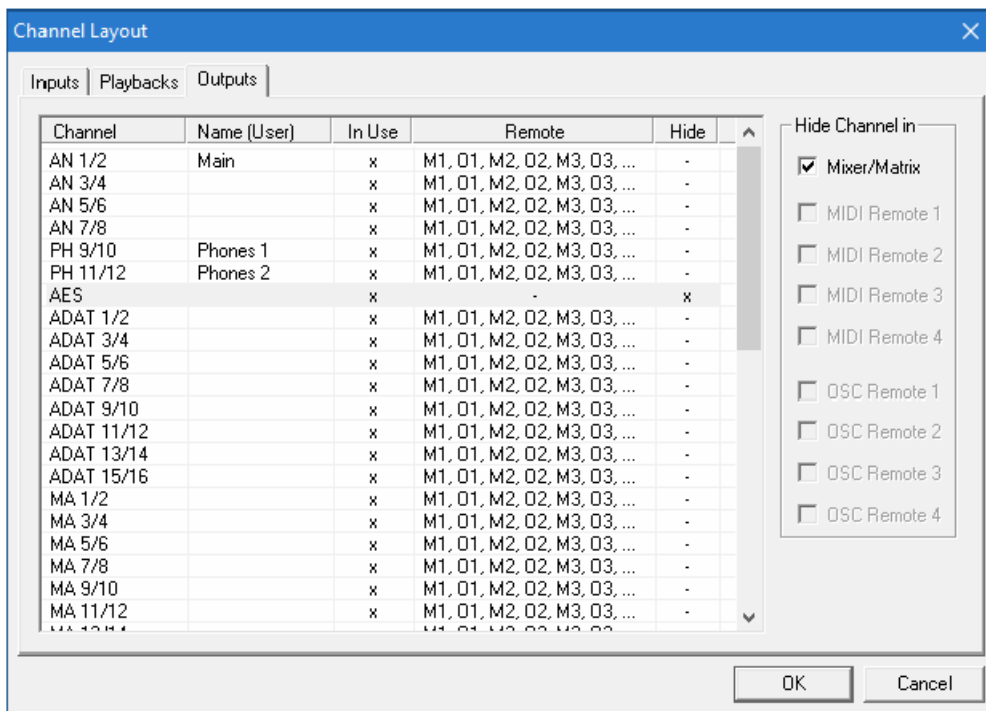 Channel Layout
Inputs Playbacks Outputs
Channel Name (User) In Use Remote Hide
AN 1/2 Main x M1, O1, M2, O2, M3, O3, ... -
AN 3/4 x M1, O1, M2, O2, M3, O3, ... -
AN 5/6 x M1, O1, M2, O2, M3, O3, ... -
AN 7/8 x M1, O1, M2, O2, M3, O3, ... -
PH 9/10 Phones 1 x M1, O1, M2, O2, M3, O3, ... -
PH 11/12 Phones 2 x M1, O1, M2, O2, M3, O3, ... -
AES x - x
ADAT 1/2 x M1, O1, M2, O2, M3, O3, ... -
ADAT 3/4 x M1, O1, M2, O2, M3, O3, ... -
ADAT 5/6 x M1, O1, M2, O2, M3, O3, ... -
ADAT 7/8 x M1, O1, M2, O2, M3, O3, ... -
ADAT 9/10 x M1, O1, M2, O2, M3, O3, ... -
ADAT 11/12 x M1, O1, M2, O2, M3, O3, ... -
ADAT 13/14 x M1, O1, M2, O2, M3, O3, ... -
ADAT 15/16 x M1, O1, M2, O2, M3, O3, ... -
MA 1/2 x M1, O1, M2, O2, M3, O3, ... -
MA 3/4 x M1, O1, M2, O2, M3, O3, ... -
MA 5/6 x M1, O1, M2, O2, M3, O3, ... -
MA 7/8 x M1, O1, M2, O2, M3, O3, ... -
MA 9/10 x M1, O1, M2, O2, M3, O3, ... -
MA 11/12 x M1, O1, M2, O2, M3, O3, ... -
Hide Channel in
Mixer/Matrix
MIDI Remote 1
MIDI Remote 2
MIDI Remote 3
MIDI Remote 4
OSC Remote 1
OSC Remote 2
OSC Remote 3
OSC Remote 4
OK Cancel